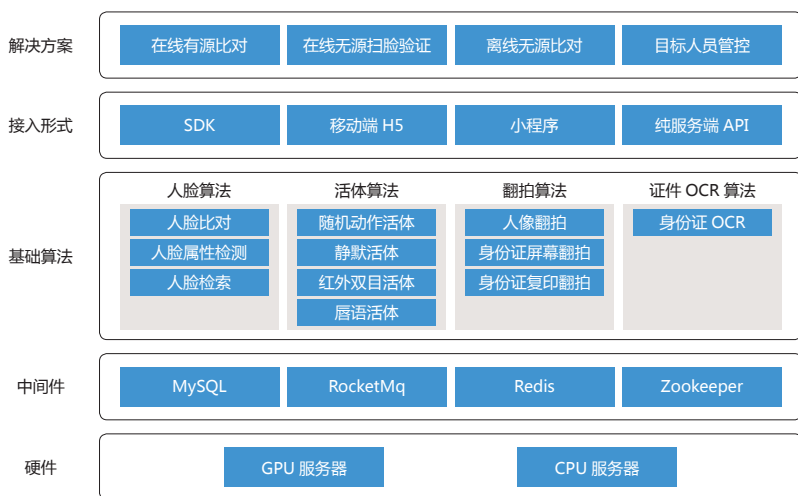 解决方案
在线有源比对
在线无源扫脸验证
离线无源比对
目标人员管控
接入形式
SDK
移动端 H5
小程序
纯服务端 API
基础算法
人脸算法
人脸比对
人脸属性检测
人脸检索
活体算法
随机动作活体
静默活体
红外双目活体
唇语活体
翻拍算法
人像翻拍
身份证屏幕翻拍
身份证复印翻拍
证件 OCR 算法
身份证 OCR
中间件
MySQL
RocketMq
Redis
Zookeeper
硬件
GPU 服务器
CPU 服务器